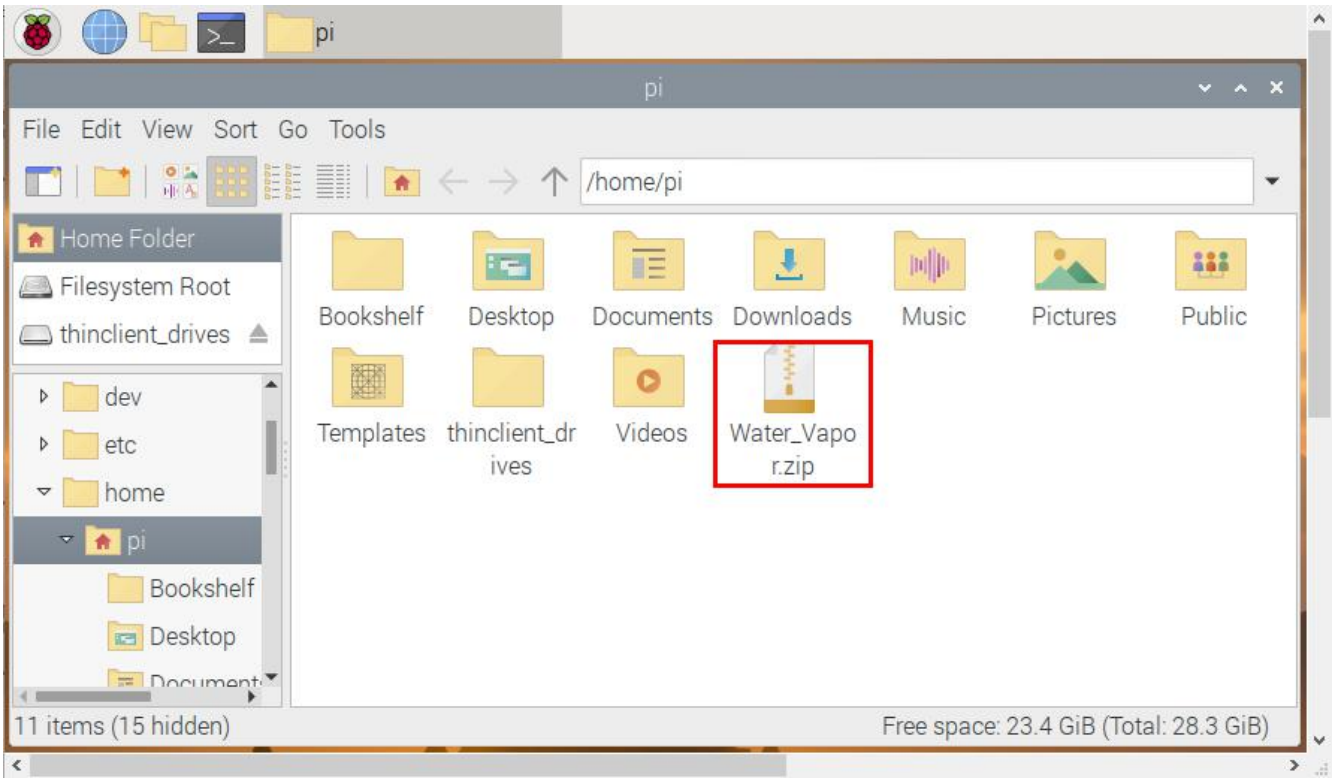 pi
pi
File Edit View Sort Go Tools
/home/pi
Home Folder
Filesystem Root
thinclient_drives
dev
etc
home
pi
Bookshelf
Desktop
Documents
Bookshelf Desktop Documents Downloads Music Pictures Public
Templates thinclient_dr Videos Water_Vapo
ives r.zip
11 items (15 hidden) Free space: 23.4 GiB (Total: 28.3 GiB)